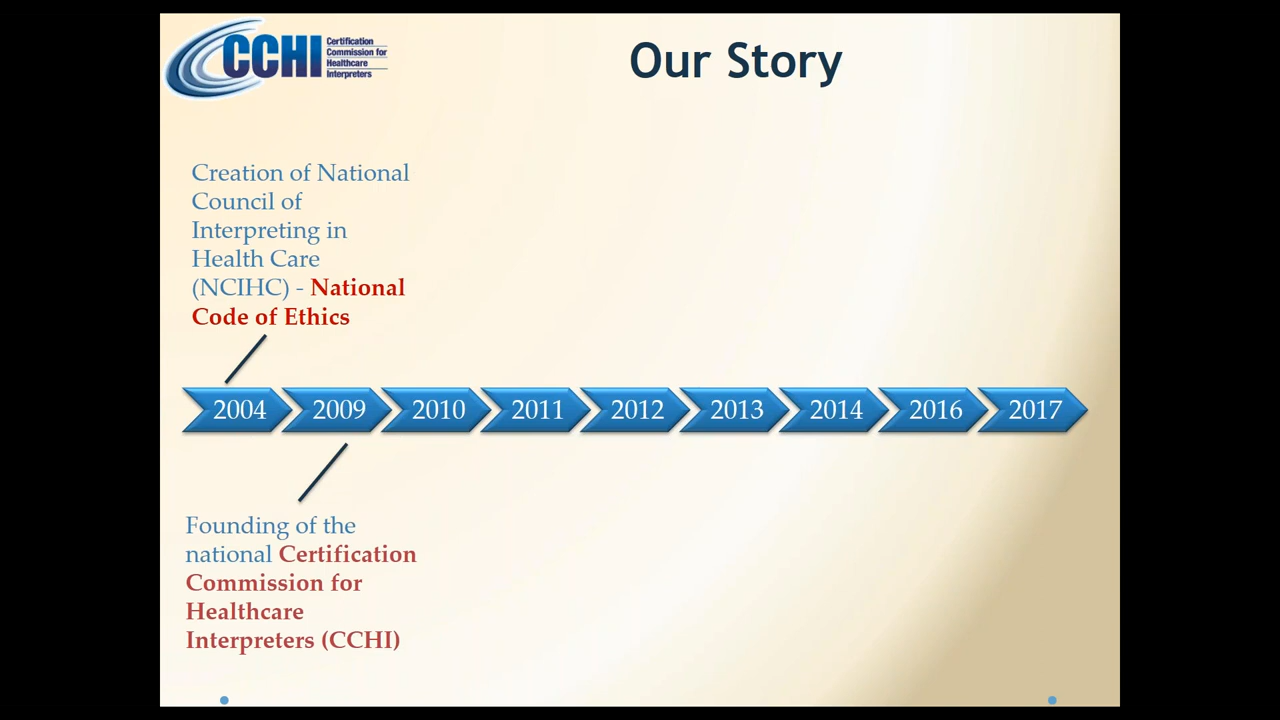 CCHI
Certification
Commission for
Healthcare
Interpreters
Our Story
Creation of National
Council of
Interpreting in
Health Care
(NCIHC) - National
Code of Ethics
2004 2009 2010 2011 2012 2013 2014 2016 2017
Founding of the
national Certification
Commission for
Healthcare
Interpreters (CCHI)